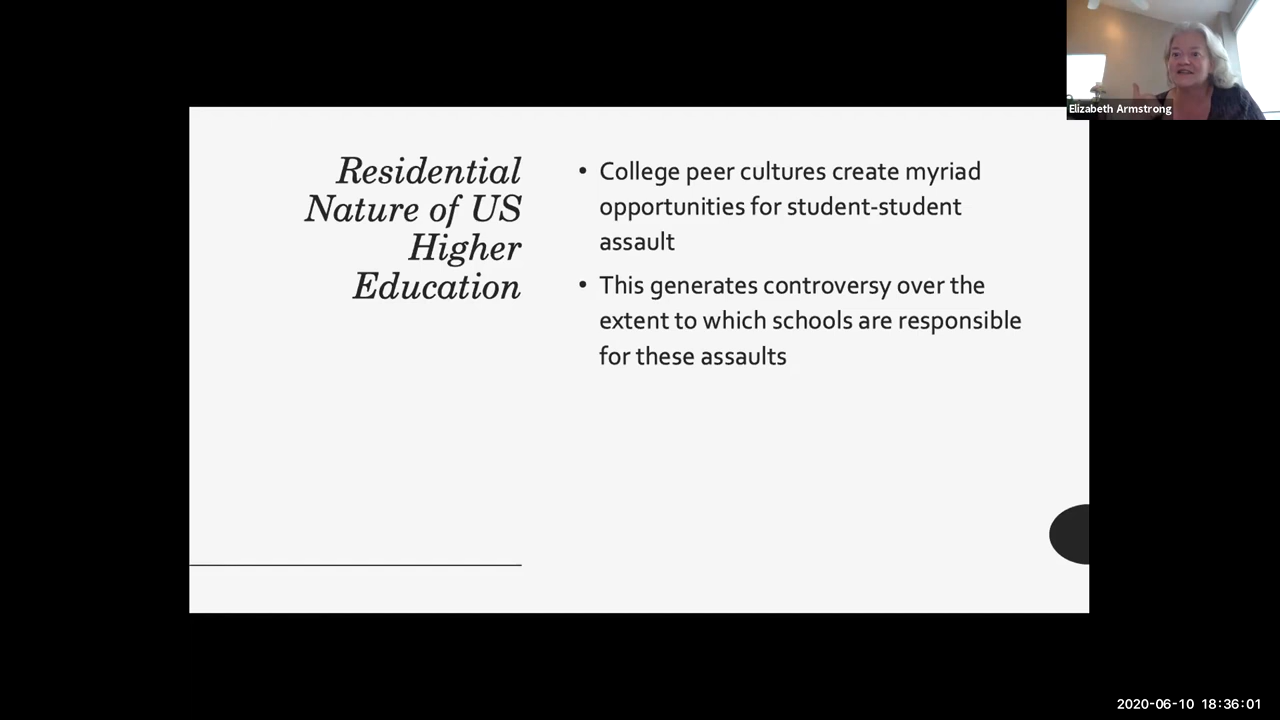 Elizabeth Armstrong
Residential
Nature of US
Higher
Education
• College peer cultures create myriad
opportunities for student-student
assault
• This generates controversy over the
extent to which schools are responsible
for these assaults
2020-06-10 18:36:01